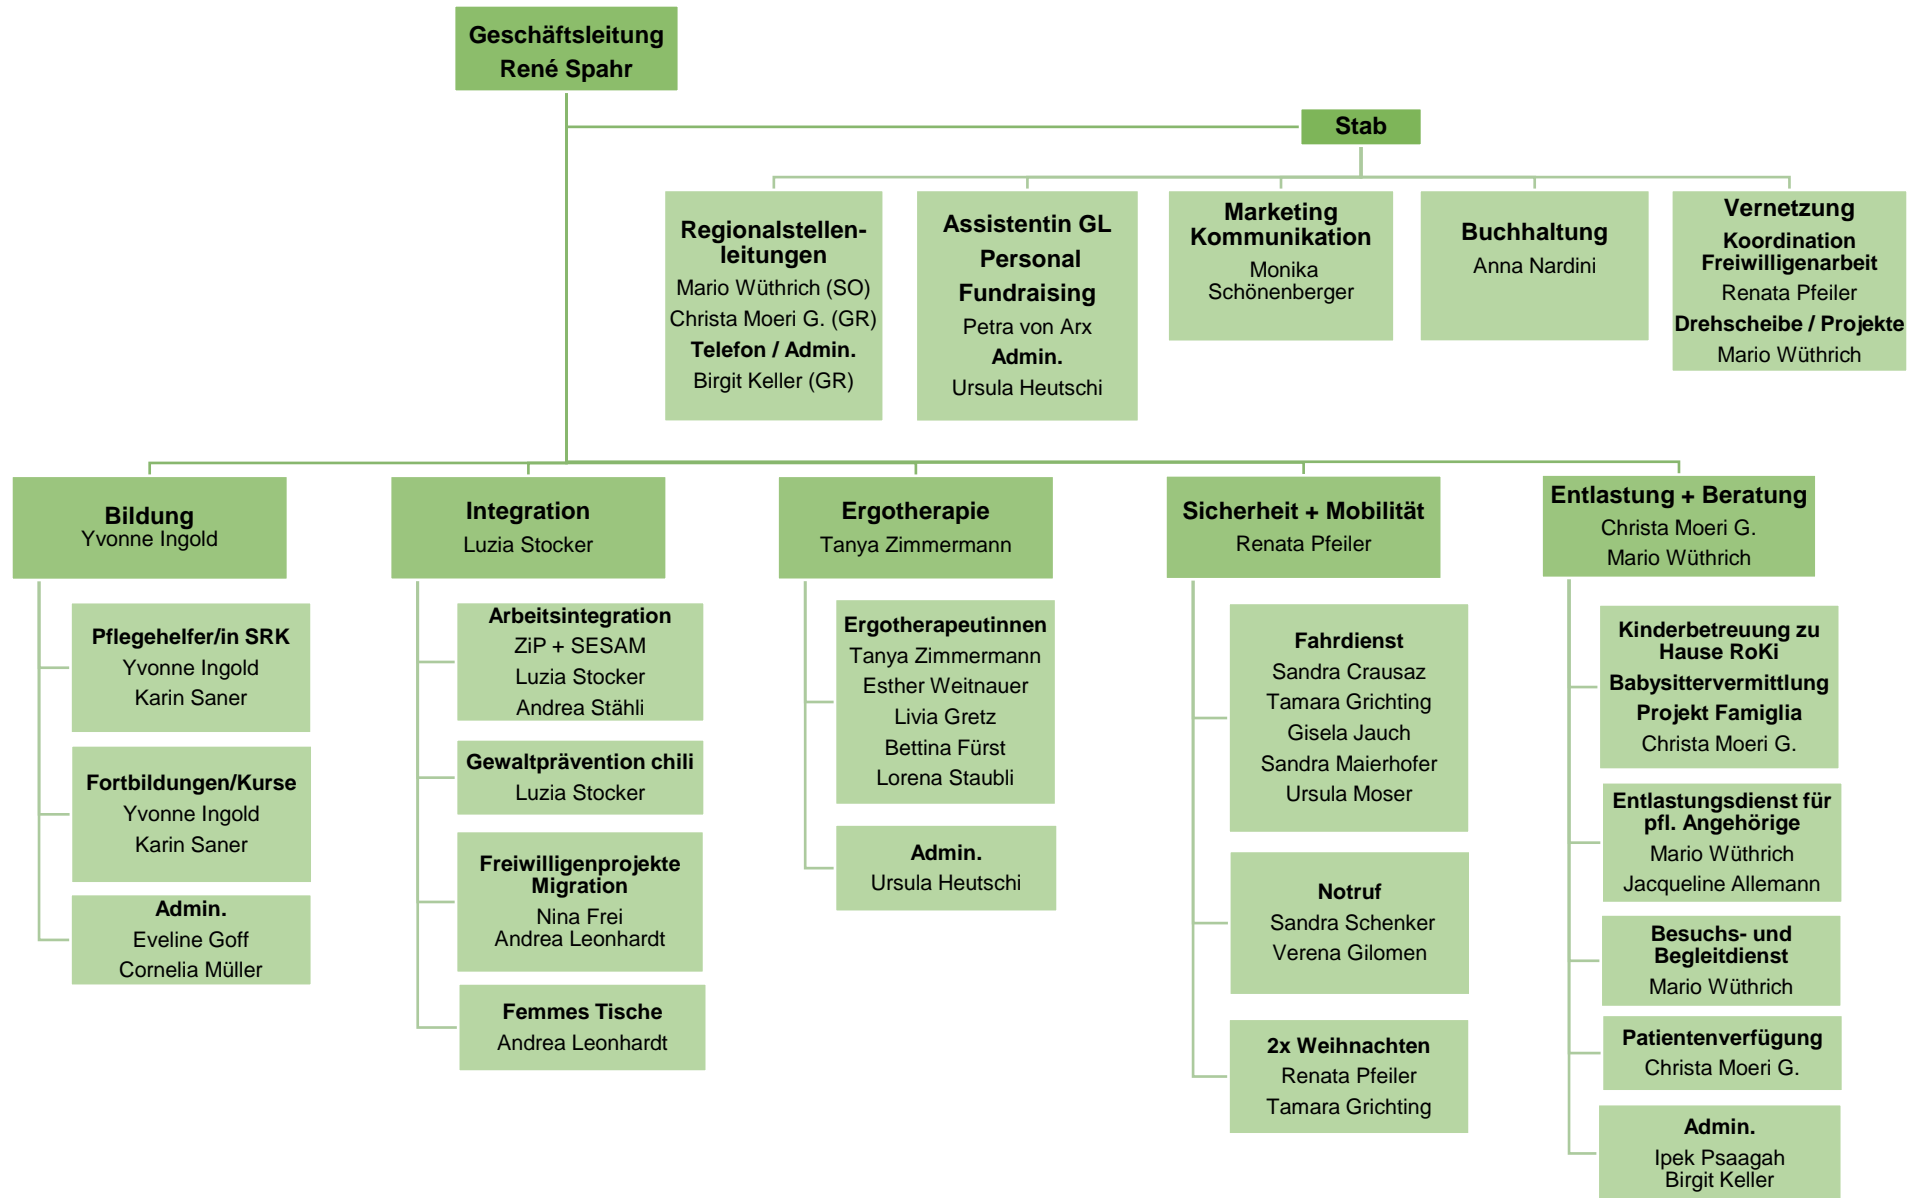 Geschäftsleitung
René Spahr
Stab
Regionalstellen-
leitungen
Mario Wüthrich (SO)
Christa Moeri G. (GR)
Telefon / Admin.
Birgit Keller (GR)
Assistentin GL
Personal
Fundraising
Petra von Arx
Admin.
Ursula Heutschi
Marketing
Kommunikation
Monika
Schönenberger
Buchhaltung
Anna Nardini
Vernetzung
Koordination
Freiwilligenarbeit
Renata Pfeiler
Drehscheibe / Projekte
Mario Wüthrich
Bildung
Yvonne Ingold
Pflegehelfer/in SRK
Yvonne Ingold
Karin Saner
Fortbildungen/Kurse
Yvonne Ingold
Karin Saner
Admin.
Eveline Goff
Cornelia Müller
Integration
Luzia Stocker
Arbeitsintegration
ZiP + SESAM
Luzia Stocker
Andrea Stähli
Gewaltprävention chili
Luzia Stocker
Freiwilligenprojekte
Migration
Nina Frei
Andrea Leonhardt
Femmes Tische
Andrea Leonhardt
Ergotherapie
Tanya Zimmermann
Ergotherapeutinnen
Tanya Zimmermann
Esther Weitnauer
Livia Gretz
Bettina Fürst
Lorena Staubli
Admin.
Ursula Heutschi
Sicherheit + Mobilität
Renata Pfeiler
Fahrdienst
Sandra Crausaz
Tamara Grichting
Gisela Jauch
Sandra Maierhofer
Ursula Moser
Notruf
Sandra Schenker
Verena Gilomen
2x Weihnachten
Renata Pfeiler
Tamara Grichting
Entlastung + Beratung
Christa Moeri G.
Mario Wüthrich
Kinderbetreuung zu
Hause RoKi
Babysittervermittlung
Projekt Famiglia
Christa Moeri G.
Entlastungsdienst für
pfl. Angehörige
Mario Wüthrich
Jacqueline Allemann
Besuchs- und
Begleitdienst
Mario Wüthrich
Patientenverfügung
Christa Moeri G.
Admin.
Ipek Psaagah
Birgit Keller